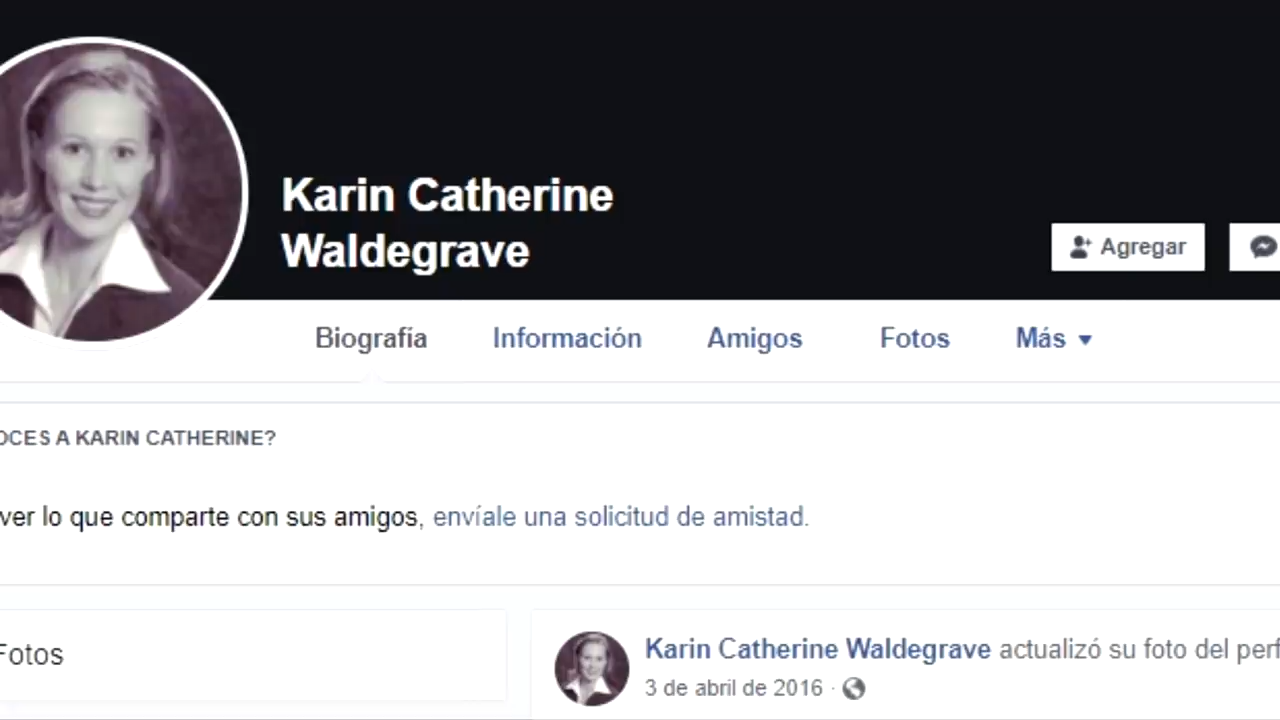 Karin Catherine
Waldegrave
Agregar
Biografía Información Amigos Fotos Más
OCES A KARIN CATHERINE?
ver lo que comparte con sus amigos, envíale una solicitud de amistad.
Fotos
Karin Catherine Waldegrave actualizó su foto del perf
3 de abril de 2016 ·